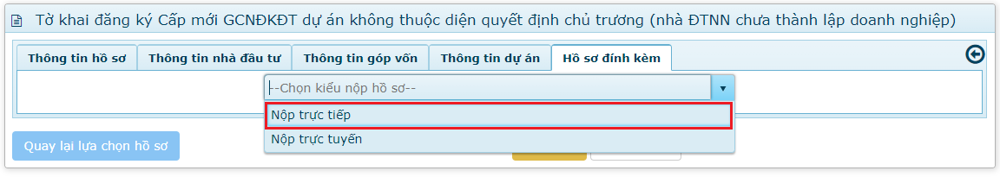 Tờ khai đăng ký Cấp mới GCNĐKĐT dự án không thuộc diện quyết định chủ trương (nhà ĐTNN chưa thành lập doanh nghiệp)
Thông tin hồ sơ Thông tin nhà đầu tư Thông tin góp vốn Thông tin dự án Hồ sơ đính kèm
--Chọn kiểu nộp hồ sơ--
Nộp trực tiếp
Nộp trực tuyến
Quay lại lựa chọn hồ sơ